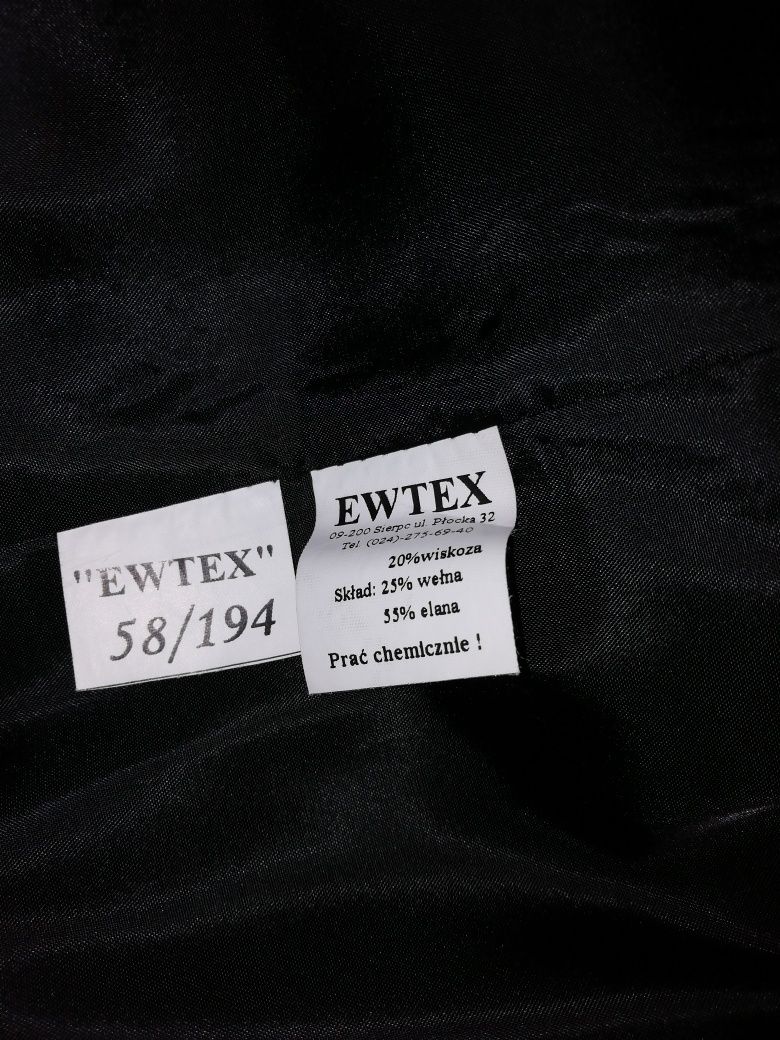 "EWTEX"
58/194
EWTEX
09-200 Sierpc ul. Płocka 32
Tel. (024)-275-69-40
20%wiskoza
Skład: 25% wełna
55% elana
Prać chemicznie !